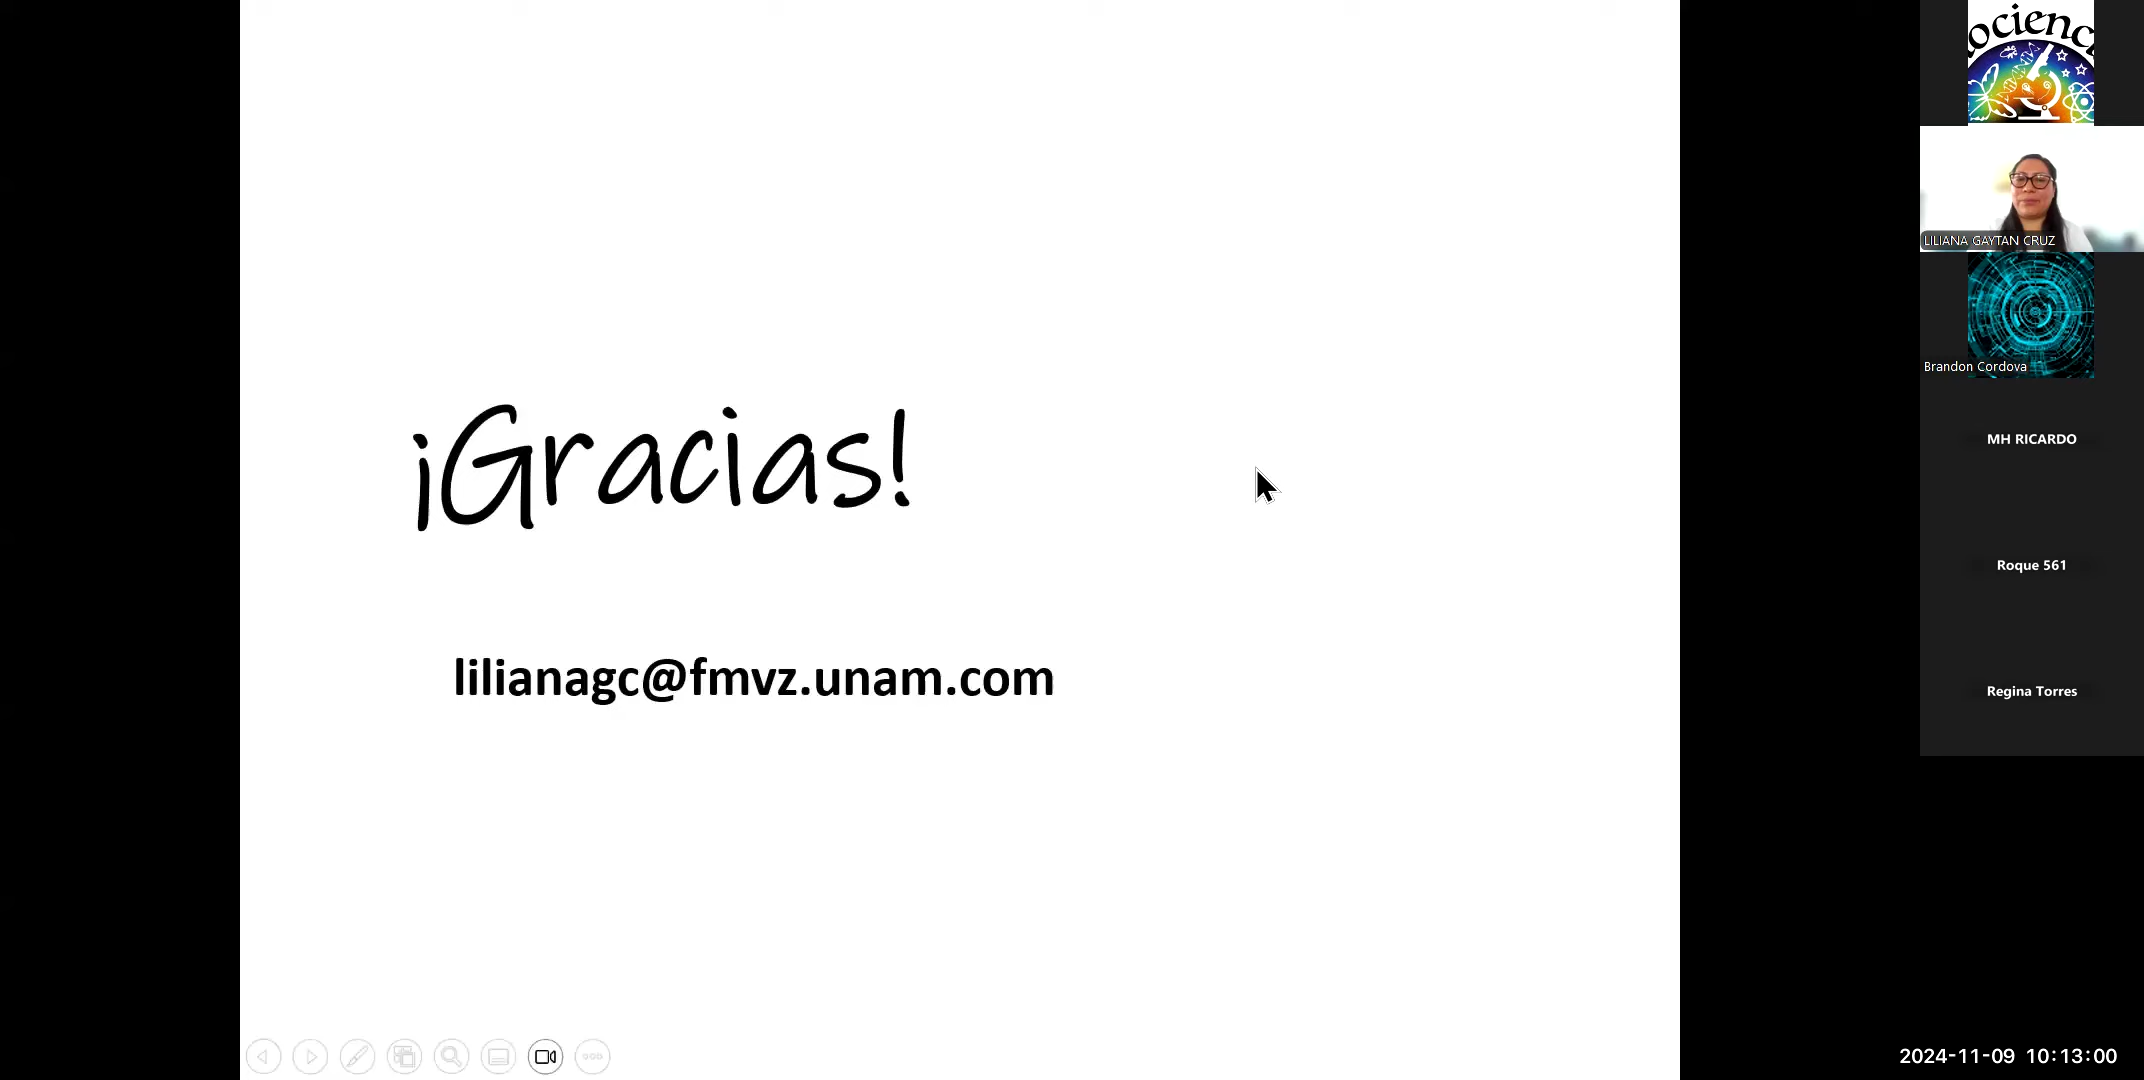 ¡Gracias!
lilianagc@fmvz.unam.com
LILIANA GAYTAN CRUZ
Brandon Cordova
MH RICARDO
Roque 561
Regina Torres
2024-11-09 10:13:00